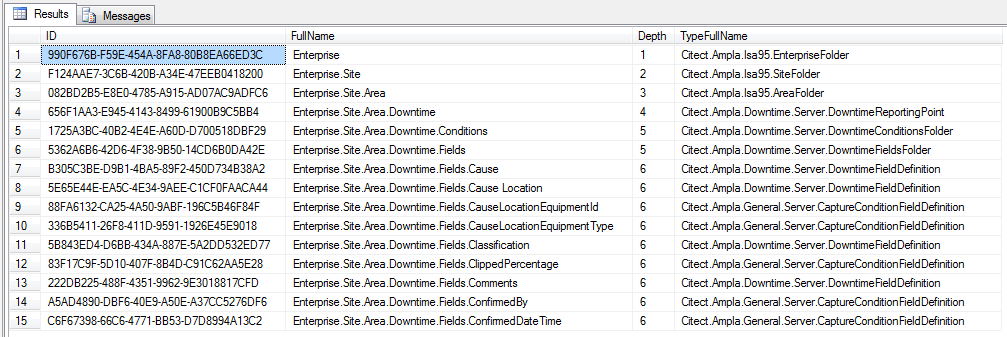 Results Messages
ID FullName Depth TypeFullName
1 990F676B-F59E-454A-8FA8-80B8EA66ED3C Enterprise 1 Citect.Ampla.Isa95.EnterpriseFolder
2 F124AAE7-3C6B-420B-A34E-47EEB0418200 Enterprise.Site 2 Citect.Ampla.Isa95.SiteFolder
3 082BD2B5-E8E0-4785-A915-AD07AC9ADFC6 Enterprise.Site.Area 3 Citect.Ampla.Isa95.AreaFolder
4 656F1AA3-E945-4143-8499-61900B9C5BB4 Enterprise.Site.Area.Downtime 4 Citect.Ampla.Downtime.Server.DowntimeReportingPoint
5 1725A3BC-40B2-4E4E-A60D-D700518DBF29 Enterprise.Site.Area.Downtime.Conditions 5 Citect.Ampla.Downtime.Server.DowntimeConditionsFolder
6 5362A6B6-42D6-4F38-9B50-14CD6B0DA42E Enterprise.Site.Area.Downtime.Fields 5 Citect.Ampla.Downtime.Server.DowntimeFieldsFolder
7 B305C3BE-D9B1-4BA5-89F2-450D734B38A2 Enterprise.Site.Area.Downtime.Fields.Cause 6 Citect.Ampla.Downtime.Server.DowntimeFieldDefinition
8 5E65E44E-EA5C-4E34-9AEE-C1CF0FAACA44 Enterprise.Site.Area.Downtime.Fields.Cause Location 6 Citect.Ampla.Downtime.Server.DowntimeFieldDefinition
9 88FA6132-CA25-4A50-9ABF-196C5B46F84F Enterprise.Site.Area.Downtime.Fields.CauseLocationEquipmentId 6 Citect.Ampla.General.Server.CaptureConditionFieldDefinition
10 336B5411-26F8-411D-9591-1926E45E9018 Enterprise.Site.Area.Downtime.Fields.CauseLocationEquipmentType 6 Citect.Ampla.General.Server.CaptureConditionFieldDefinition
11 5B843ED4-D6BB-434A-887E-5A2DD532ED77 Enterprise.Site.Area.Downtime.Fields.Classification 6 Citect.Ampla.Downtime.Server.DowntimeFieldDefinition
12 83F17C9F-5D10-407F-8B4D-C91C62AA5E28 Enterprise.Site.Area.Downtime.Fields.ClippedPercentage 6 Citect.Ampla.General.Server.CaptureConditionFieldDefinition
13 222DB225-488F-4351-9962-9E3018817CFD Enterprise.Site.Area.Downtime.Fields.Comments 6 Citect.Ampla.Downtime.Server.DowntimeFieldDefinition
14 A5AD4890-DBF6-40E9-A50E-A37CC5276DF6 Enterprise.Site.Area.Downtime.Fields.ConfirmedBy 6 Citect.Ampla.General.Server.CaptureConditionFieldDefinition
15 C6F67398-66C6-4771-BB53-D7D8994A13C2 Enterprise.Site.Area.Downtime.Fields.ConfirmedDateTime 6 Citect.Ampla.General.Server.CaptureConditionFieldDefinition